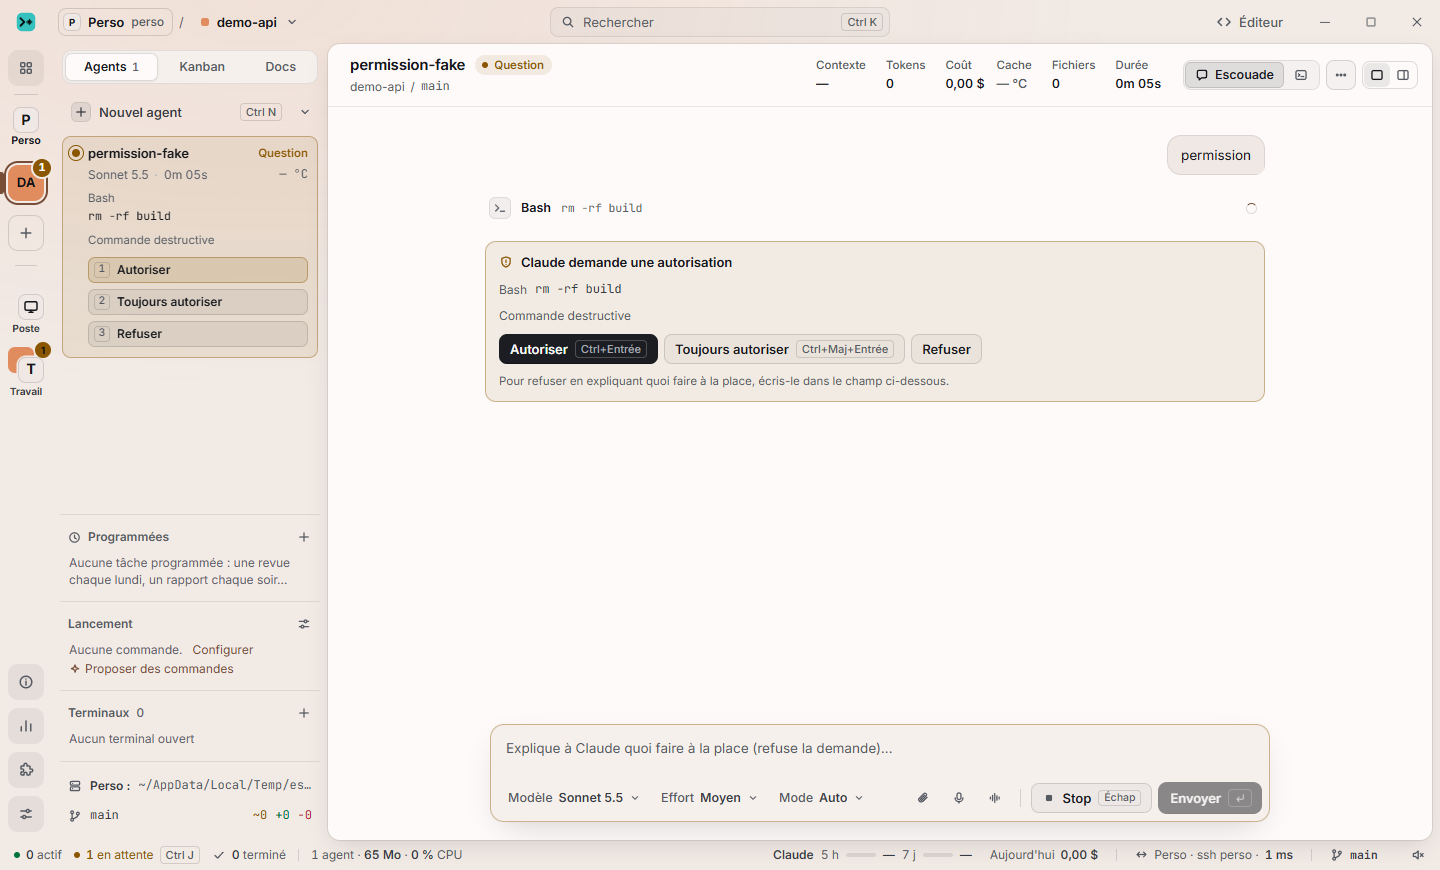 P Perso perso / demo-api
Rechercher Ctrl K
Éditeur
Agents 1 Kanban Docs
Nouvel agent Ctrl N
P
Perso
DA 1
Poste
1
T
Travail
permission-fake Question
Sonnet 5.5 · 0m 05s — °C
Bash
rm -rf build
Commande destructive
1 Autoriser
2 Toujours autoriser
3 Refuser
Programmées
Aucune tâche programmée : une revue
chaque lundi, un rapport chaque soir…
Lancement
Aucune commande. Configurer
Proposer des commandes
Terminaux 0
Aucun terminal ouvert
Perso : ~/AppData/Local/Temp/es…
main ~0 +0 -0
permission-fake Question
demo-api / main
Contexte Tokens Coût Cache Fichiers Durée
— 0 0,00 $ — °C 0 0m 05s
Escouade
permission
Bash rm -rf build
Claude demande une autorisation
Bash rm -rf build
Commande destructive
Autoriser Ctrl+Entrée Toujours autoriser Ctrl+Maj+Entrée Refuser
Pour refuser en expliquant quoi faire à la place, écris-le dans le champ ci-dessous.
Explique à Claude quoi faire à la place (refuse la demande)…
Modèle Sonnet 5.5 Effort Moyen Mode Auto Stop Échap Envoyer
0 actif 1 en attente Ctrl J 0 terminé 1 agent · 65 Mo · 0 % CPU
Claude 5 h — 7 j — Aujourd'hui 0,00 $ Perso · ssh perso · 1 ms main